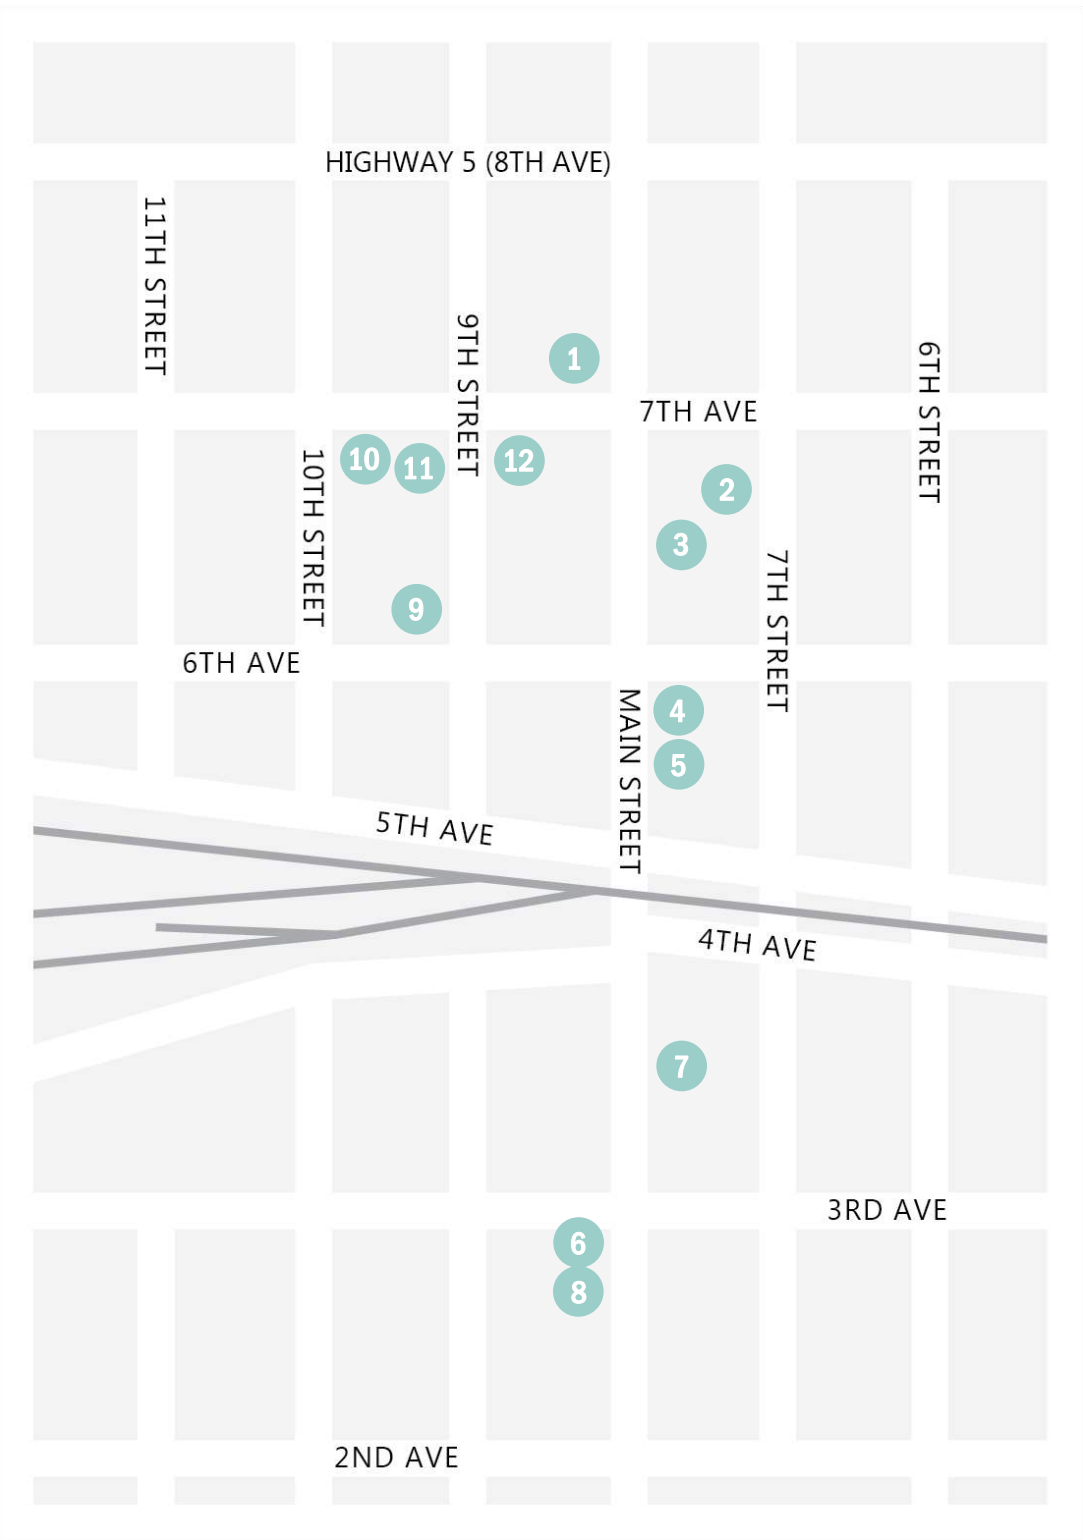 HIGHWAY 5 (8TH AVE)
11TH STREET
9TH STREET
1
6TH STREET
7TH AVE
10TH STREET
10
11
12
2
3
7TH STREET
9
6TH AVE
MAIN STREET
4
5
5TH AVE
4TH AVE
7
3RD AVE
6
8
2ND AVE